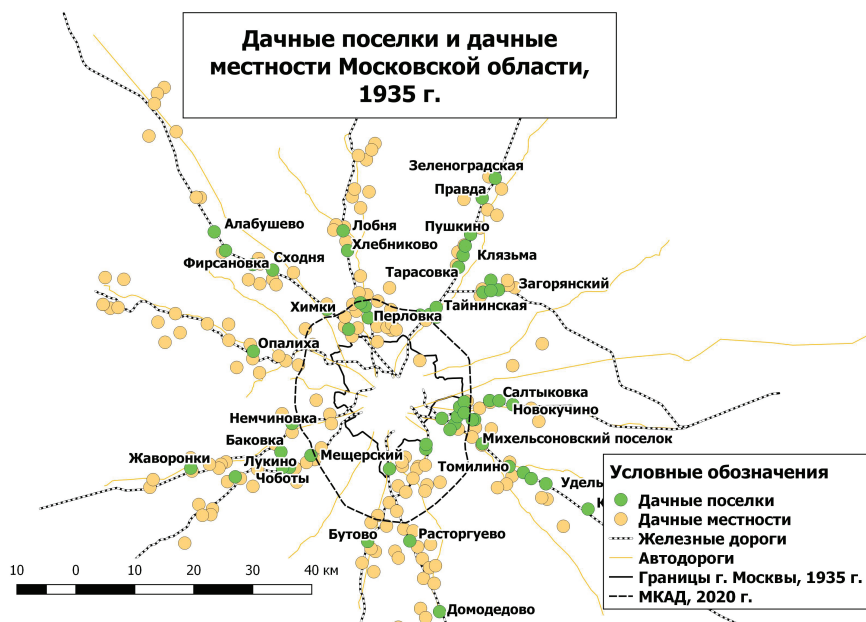 Дачные поселки и дачные
местности Московской области,
1935 г.
Зеленоградская
Правда
Алабушево
Лобня
Пушкино
Хлебниково
Клязьма
Фирсановка
Сходня
Тарасовка
Загорянский
Химки
Тайнинская
Перловка
Опалиха
Салтыковка
Новокучино
Немчиновка
Баковка
Михельсоновский поселок
Жаворонки
Лукино
Мещерский
Томилино
Чоботы
Удель
К
Бутово
Расторгуево
Домодедово
Условные обозначения
Дачные поселки
Дачные местности
Железные дороги
Автодороги
Границы г. Москвы, 1935 г.
МКАД, 2020 г.
10 0 10 20 30 40 км